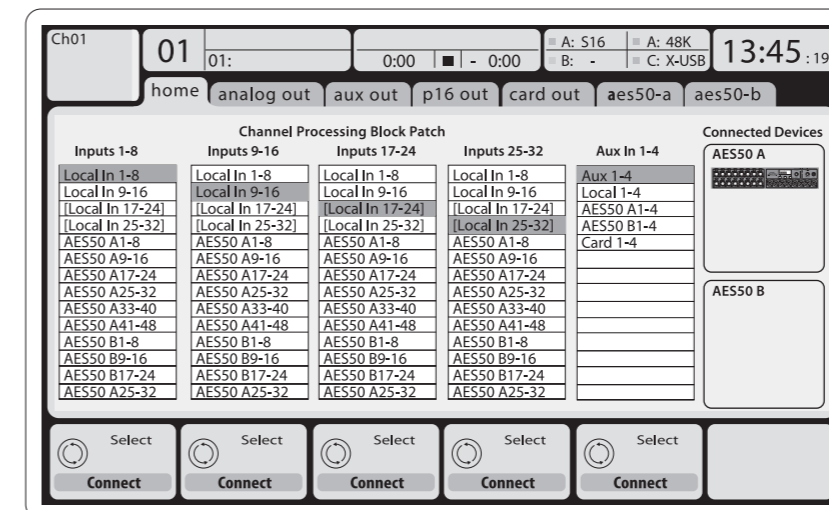 Ch01
01
01:
0:00
- 0:00
A: S16
B: -
A: 48K
C: X-USB
13:45 : 19
home
analog out
aux out
p16 out
card out
aes50-a
aes50-b
Channel Processing Block Patch
Connected Devices
Inputs 1-8
Inputs 9-16
Inputs 17-24
Inputs 25-32
Aux In 1-4
AES50 A
Local In 1-8
Local In 1-8
Local In 1-8
Local In 1-8
Aux 1-4
Local In 9-16
Local In 9-16
Local In 9-16
Local In 9-16
Local 1-4
[Local In 17-24]
[Local In 17-24]
[Local In 17-24]
[Local In 17-24]
AES50 A1-4
[Local In 25-32]
[Local In 25-32]
[Local In 25-32]
[Local In 25-32]
AES50 B1-4
AES50 A1-8
AES50 A1-8
AES50 A1-8
AES50 A1-8
Card 1-4
AES50 A9-16
AES50 A9-16
AES50 A9-16
AES50 A9-16
AES50 A17-24
AES50 A17-24
AES50 A17-24
AES50 A17-24
AES50 A25-32
AES50 A25-32
AES50 A25-32
AES50 A25-32
AES50 B
AES50 A33-40
AES50 A33-40
AES50 A33-40
AES50 A33-40
AES50 A41-48
AES50 A41-48
AES50 A41-48
AES50 A41-48
AES50 B1-8
AES50 B1-8
AES50 B1-8
AES50 B1-8
AES50 B9-16
AES50 B9-16
AES50 B9-16
AES50 B9-16
AES50 B17-24
AES50 B17-24
AES50 B17-24
AES50 B17-24
AES50 A25-32
AES50 A25-32
AES50 A25-32
AES50 A25-32
Select
Select
Select
Select
Select
Connect
Connect
Connect
Connect
Connect